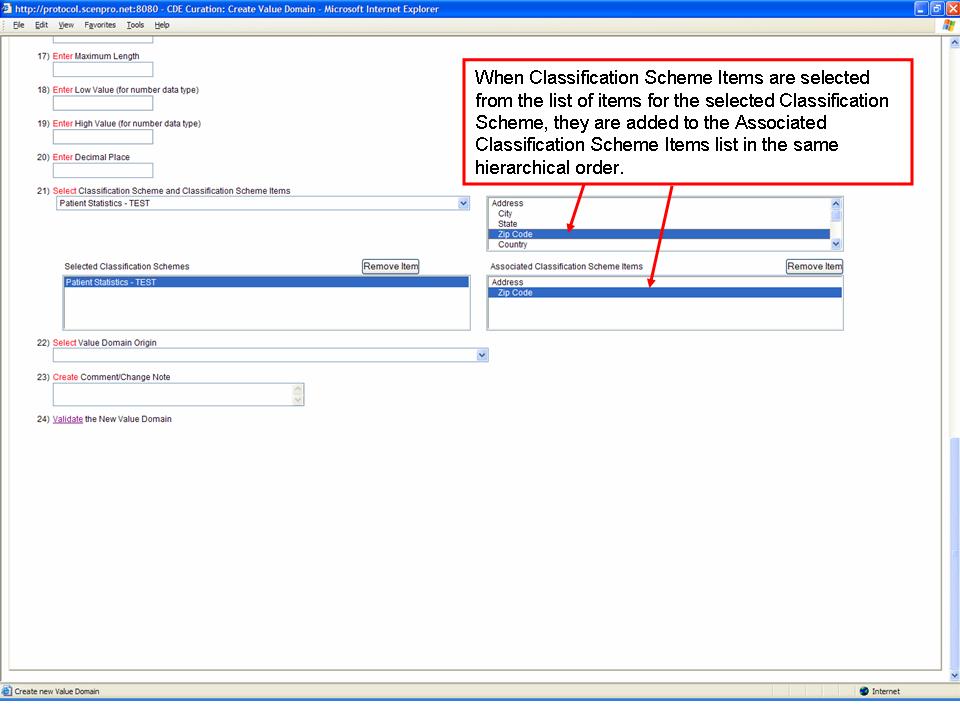 http://protocol.scenpro.net:8080 - CDE Curation: Create Value Domain - Microsoft Internet Explorer
File Edit View Favorites Tools Help
17) Enter Maximum Length
18) Enter Low Value (for number data type)
19) Enter High Value (for number data type)
20) Enter Decimal Place
When Classification Scheme Items are selected
from the list of items for the selected Classification
Scheme, they are added to the Associated
Classification Scheme Items list in the same
hierarchical order.
21) Select Classification Scheme and Classification Scheme Items
Patient Statistics - TEST
Address
City
State
Zip Code
Country
Selected Classification Schemes
Remove Item
Patient Statistics - TEST
Associated Classification Scheme Items
Remove Item
Address
Zip Code
22) Select Value Domain Origin
23) Create Comment/Change Note
24) Validate the New Value Domain
Create new Value Domain
Internet